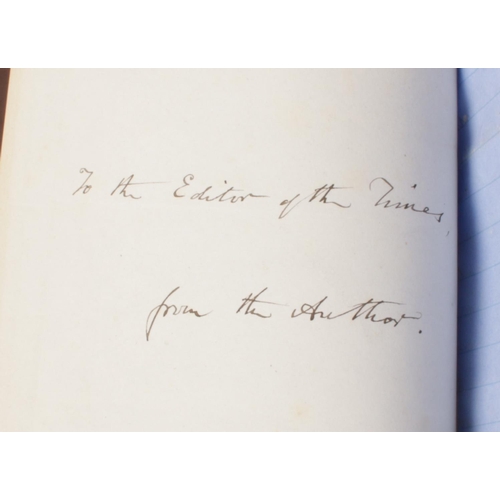 To the Editor of the Times,
from the Author.